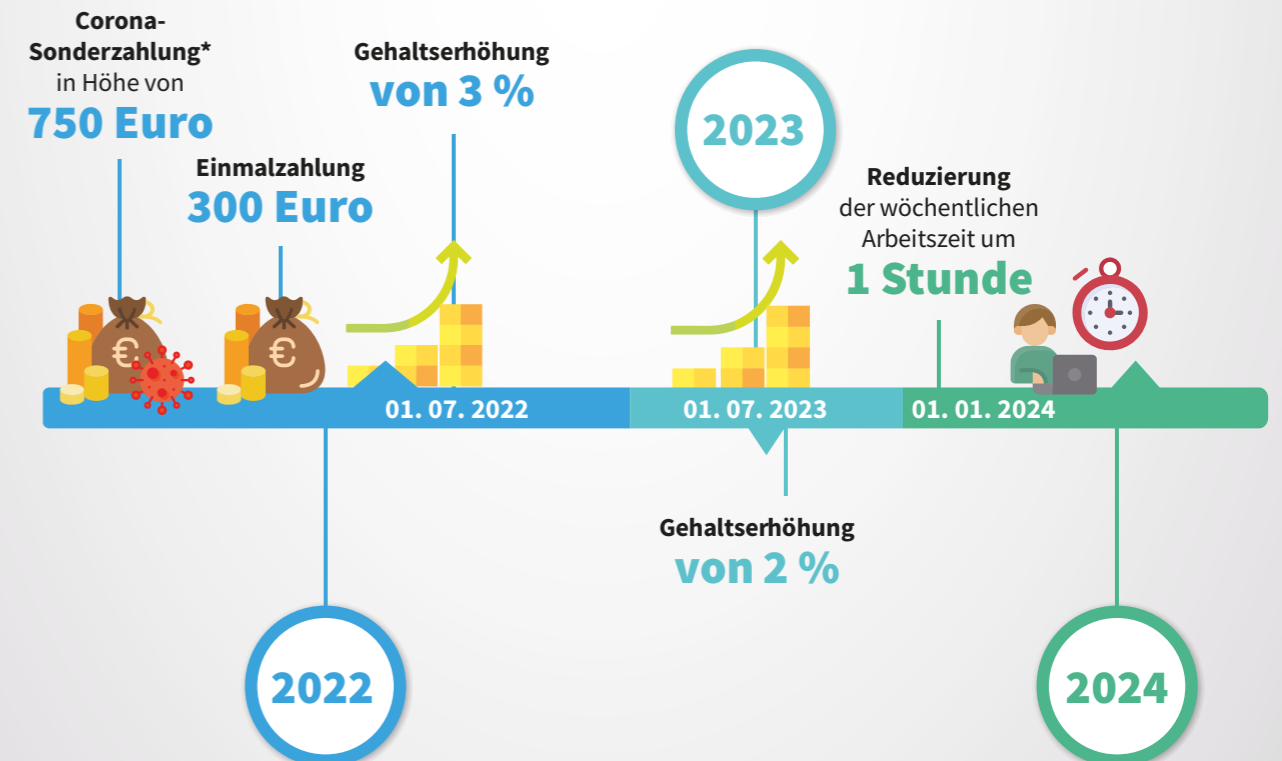 Corona-
Sonderzahlung*
in Höhe von
750 Euro
Einmalzahlung
300 Euro
Gehaltserhöhung
von 3 %
2023
Reduzierung
der wöchentlichen
Arbeitszeit um
1 Stunde
€
€
01. 07. 2022
01. 07. 2023
01. 01. 2024
Gehaltserhöhung
von 2 %
2022
2024